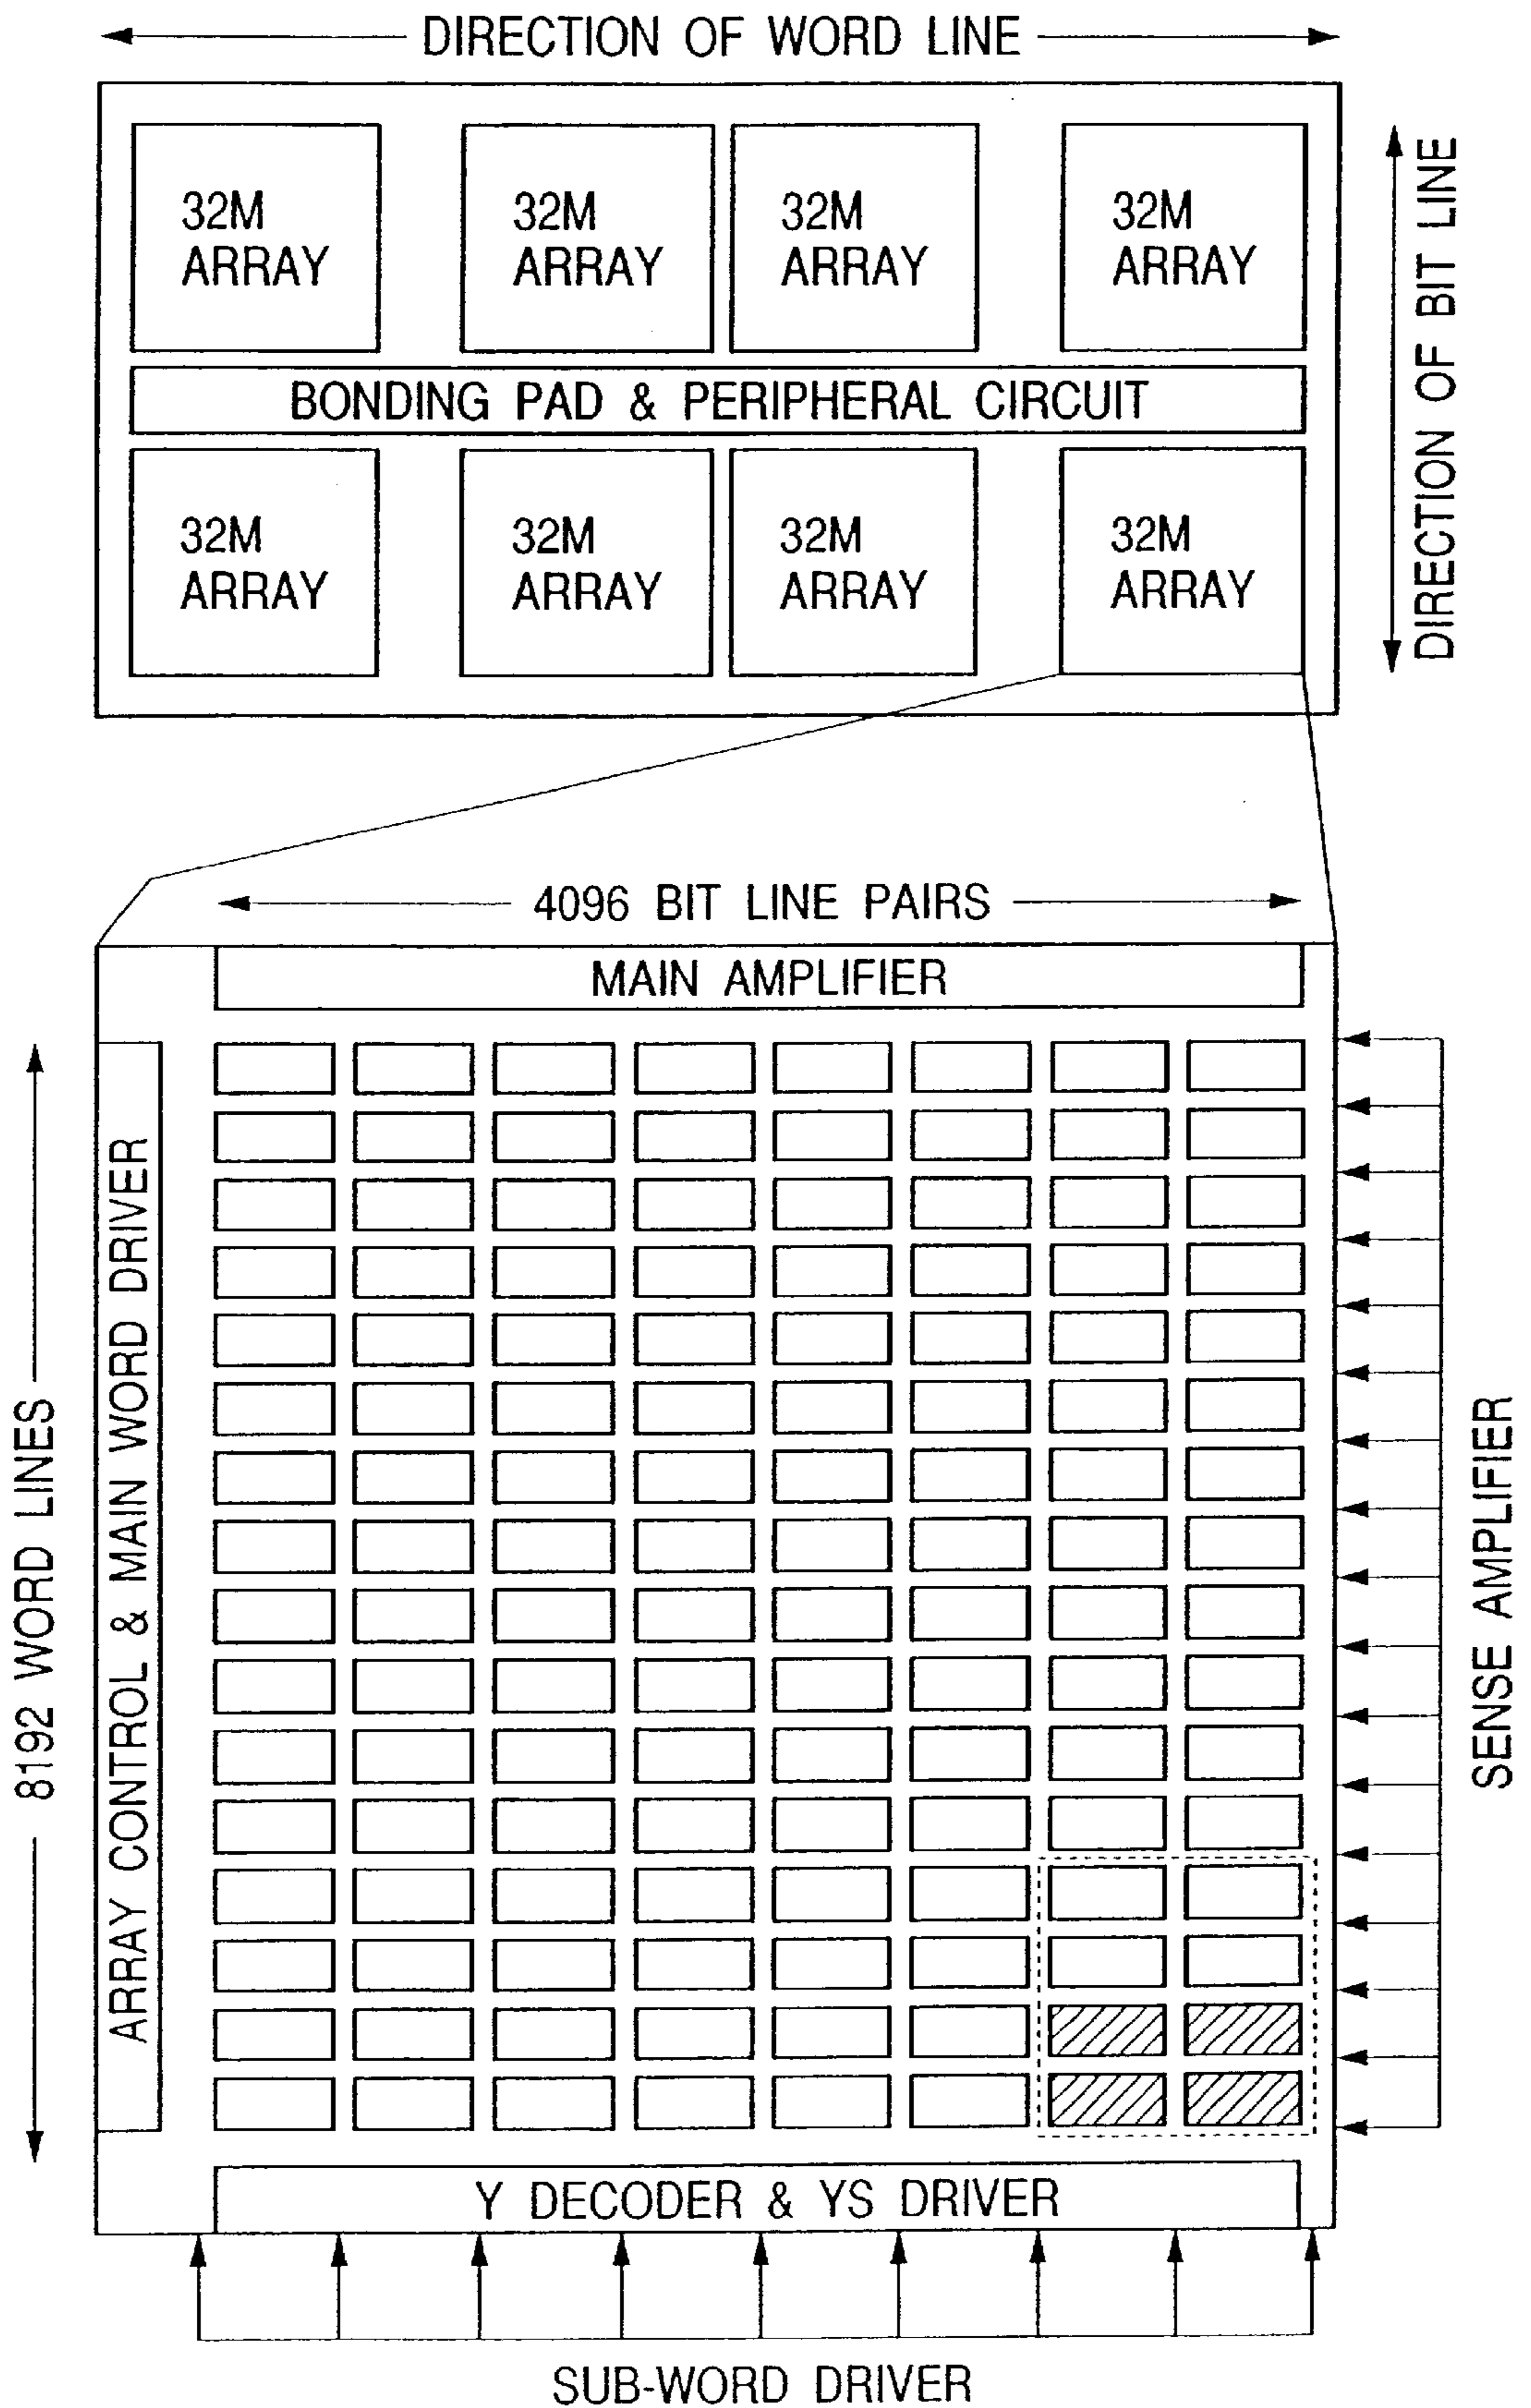 DIRECTION OF WORD LINE
32M
ARRAY
32M
ARRAY
32M
ARRAY
32M
ARRAY
DIRECTION OF BIT LINE
BONDING PAD & PERIPHERAL CIRCUIT
32M
ARRAY
32M
ARRAY
32M
ARRAY
32M
ARRAY
4096 BIT LINE PAIRS
MAIN AMPLIFIER
8192 WORD LINES
ARRAY CONTROL & MAIN WORD DRIVER
SENSE AMPLIFIER
Y DECODER & YS DRIVER
SUB-WORD DRIVER